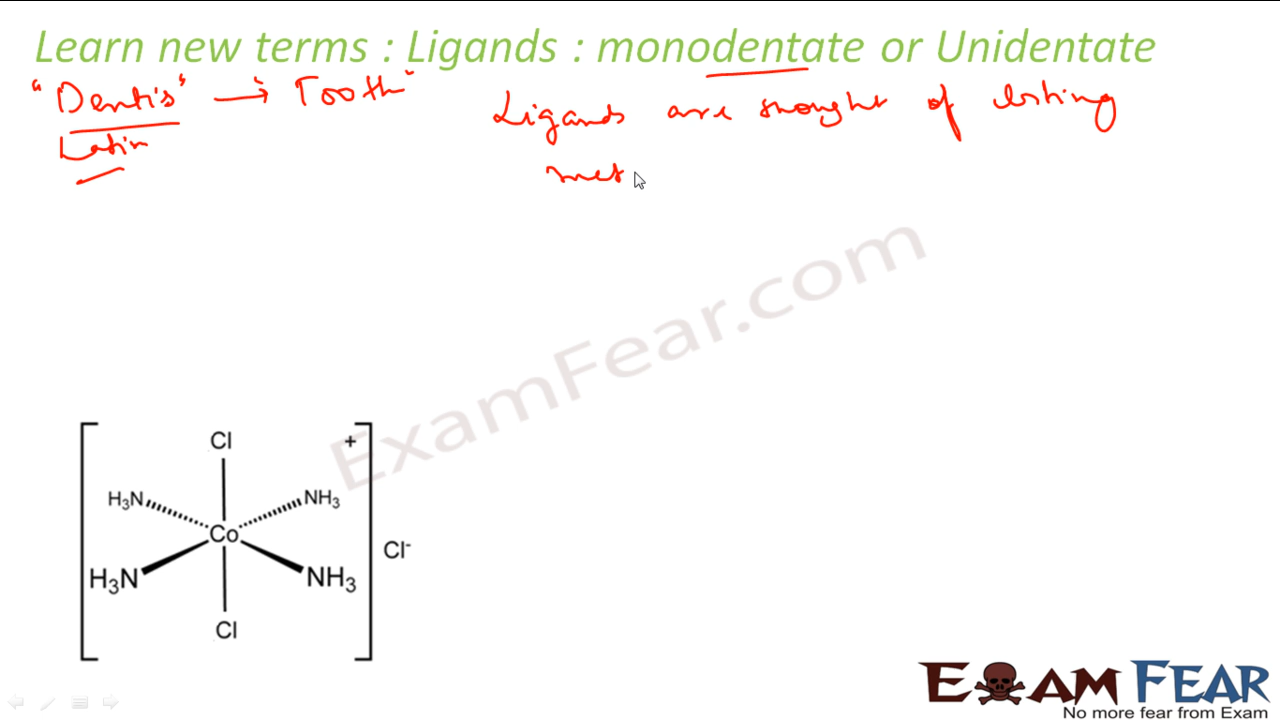 Learn new terms : Ligands : monodentate or Unidentate
"Dentis" → Tooth"
Latin
Ligands are thought of biting
met
ExamFear.com
[
Cl
+
]
H₃N
NH₃
Co
Cl⁻
H₃N
NH₃
Cl
EXAM FEAR
No more fear from Exam